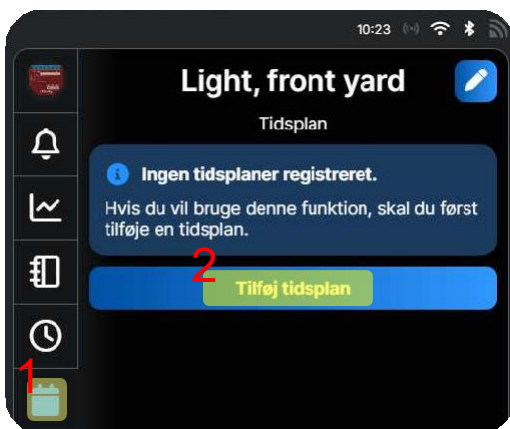 10:23
Light, front yard
Tidsplan
Ingen tidsplaner registreret.
Hvis du vil bruge denne funktion, skal du først
tilføje en tidsplan.
2
Tilføj tidsplan
1